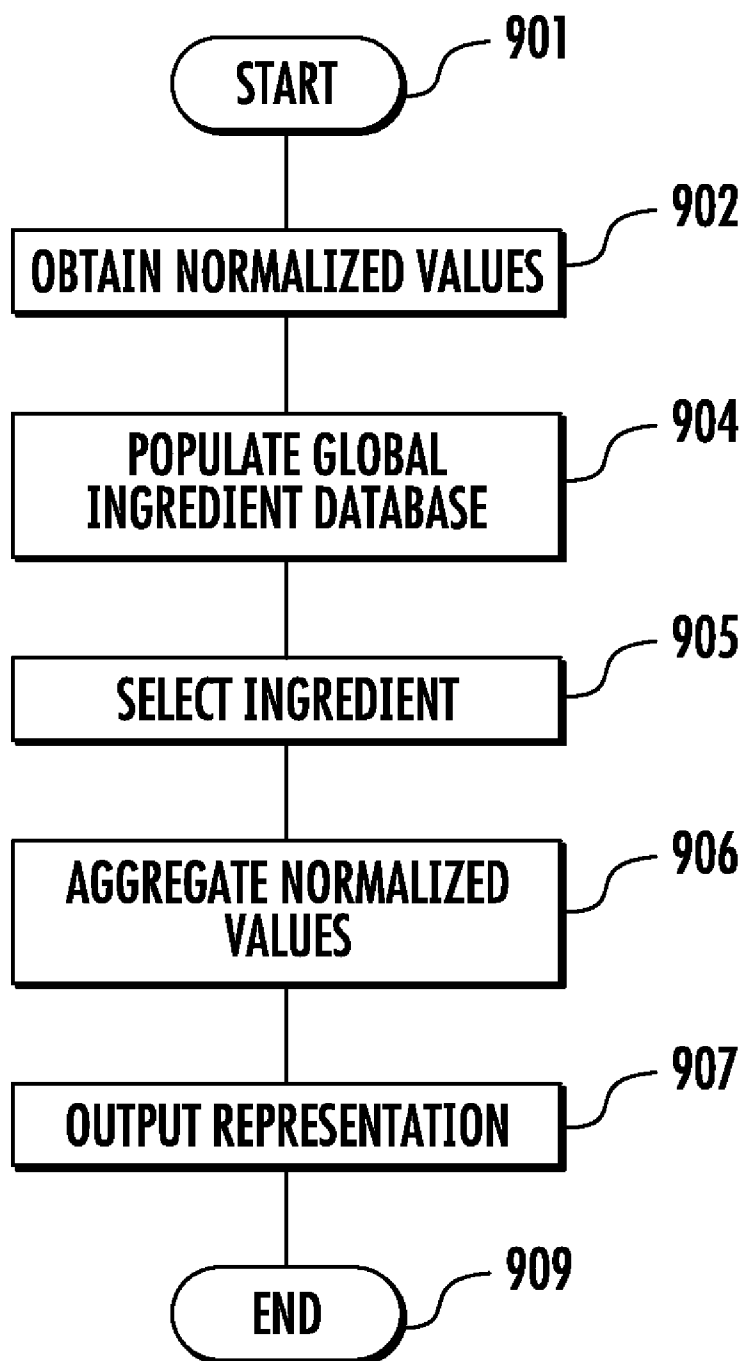 901
START
902
OBTAIN NORMALIZED VALUES
904
POPULATE GLOBAL
INGREDIENT DATABASE
905
SELECT INGREDIENT
906
AGGREGATE NORMALIZED
VALUES
907
OUTPUT REPRESENTATION
909
END